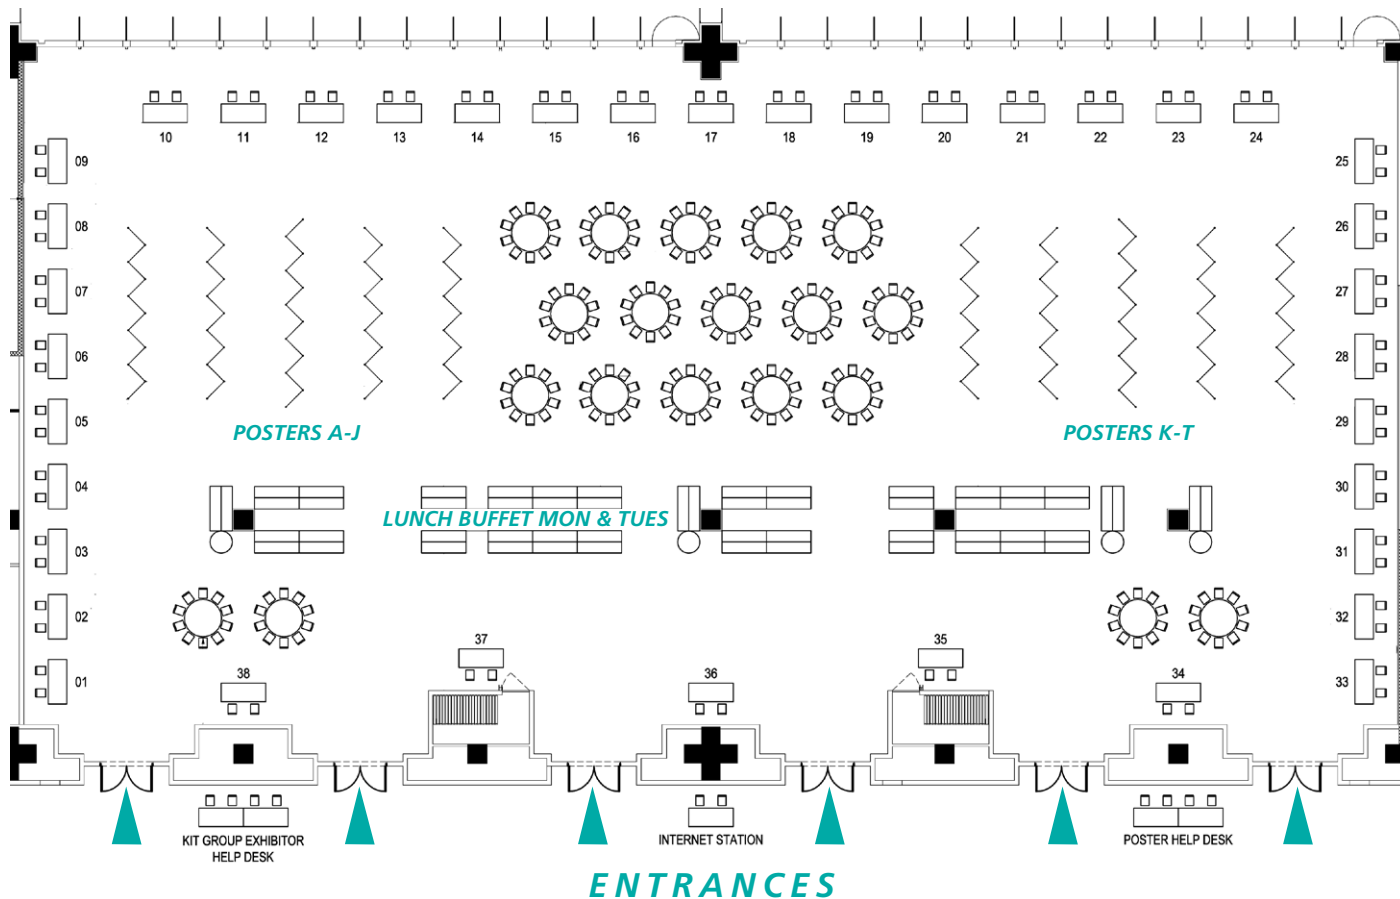 10 11 12 13 14 15 16 17 18 19 20 21 22 23 24
09 25
08 26
07 27
06 28
05 29
POSTERS A-J POSTERS K-T
04 30
LUNCH BUFFET MON & TUES
03 31
02 32
37 35
38 36 34
01 33
KIT GROUP EXHIBITOR
HELP DESK
INTERNET STATION
POSTER HELP DESK
ENTRANCES